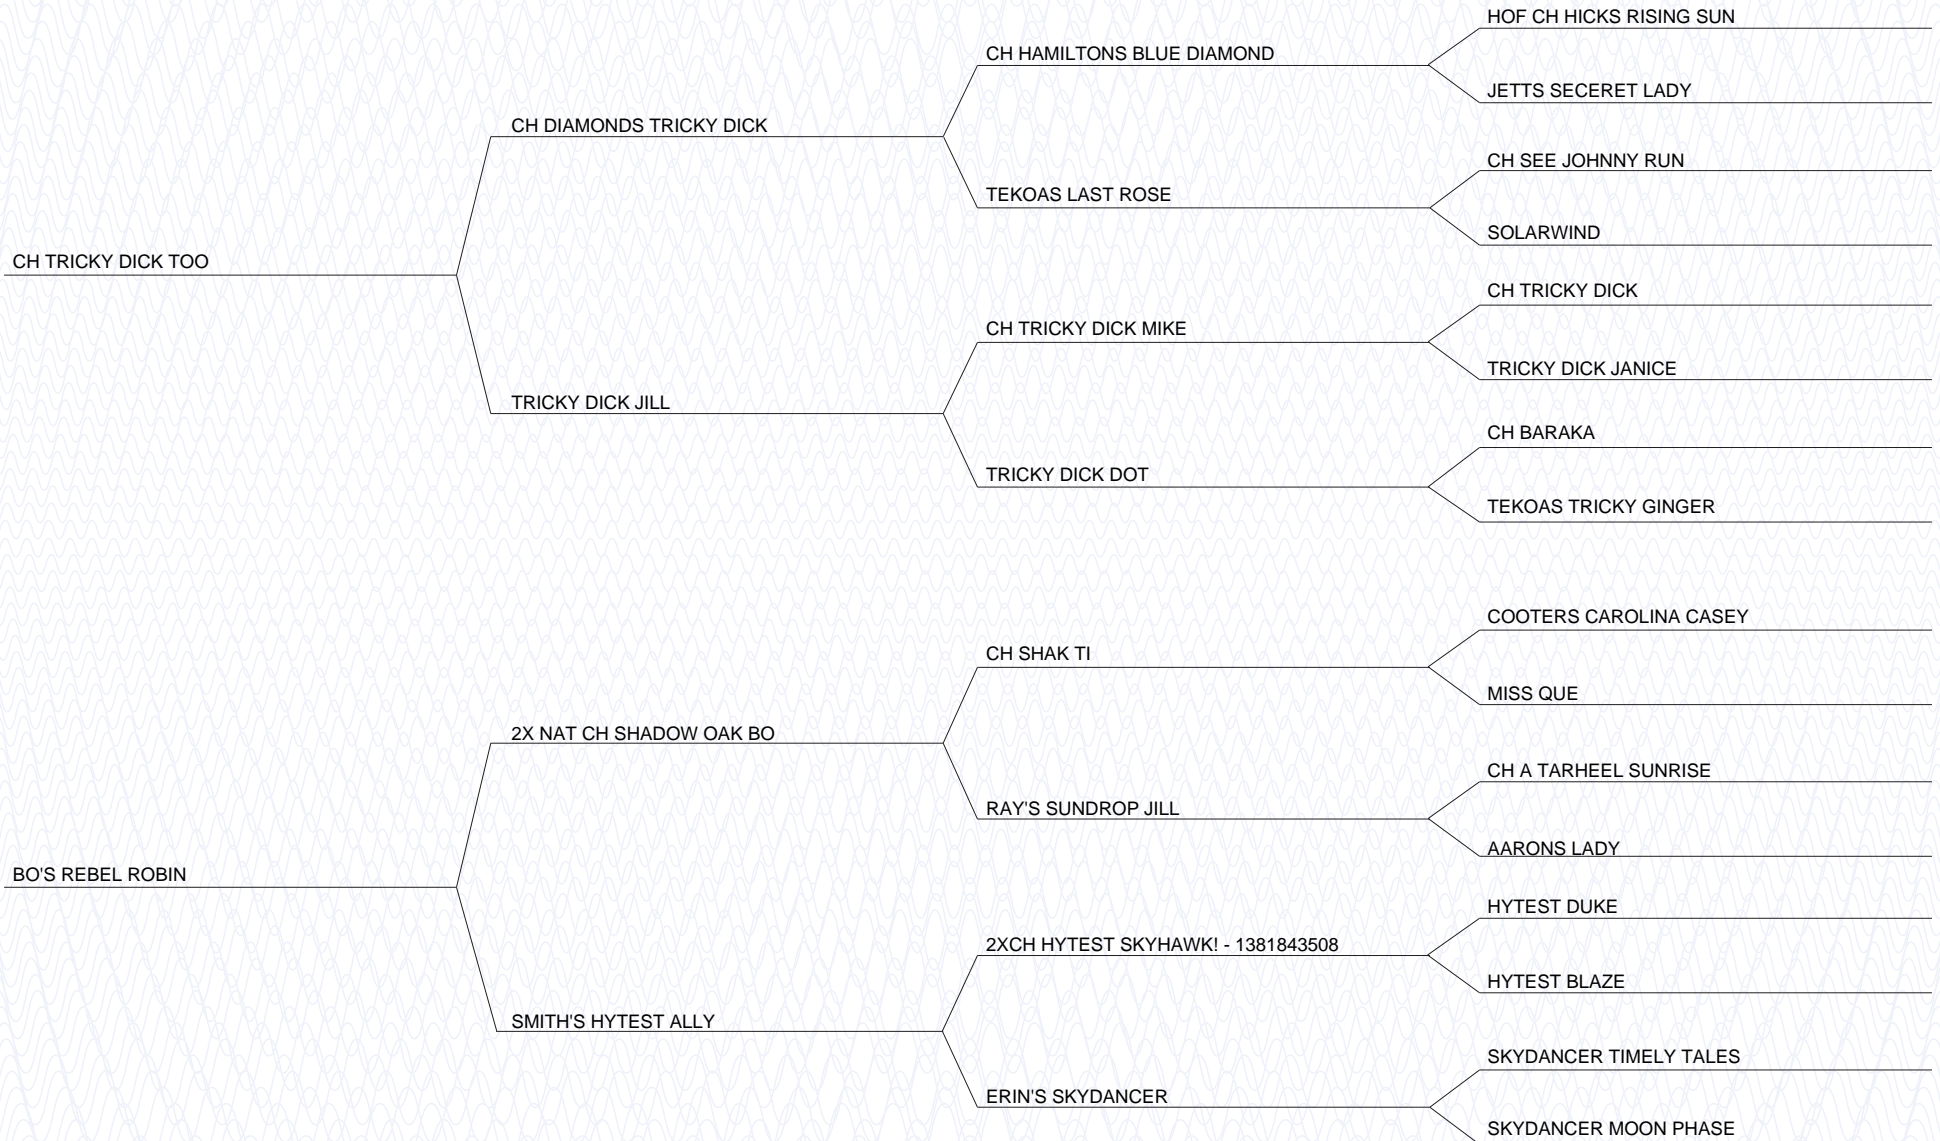 HOF CH HICKS RISING SUN
CH HAMILTONS BLUE DIAMOND
JETTS SECERET LADY
CH DIAMONDS TRICKY DICK
CH SEE JOHNNY RUN
TEKOAS LAST ROSE
SOLARWIND
CH TRICKY DICK TOO
CH TRICKY DICK
CH TRICKY DICK MIKE
TRICKY DICK JANICE
TRICKY DICK JILL
CH BARAKA
TRICKY DICK DOT
TEKOAS TRICKY GINGER
COOTERS CAROLINA CASEY
CH SHAK TI
MISS QUE
2X NAT CH SHADOW OAK BO
CH A TARHEEL SUNRISE
RAY'S SUNDROP JILL
AARONS LADY
BO'S REBEL ROBIN
HYTEST DUKE
2XCH HYTEST SKYHAWK! - 1381843508
HYTEST BLAZE
SMITH'S HYTEST ALLY
SKYDANCER TIMELY TALES
ERIN'S SKYDANCER
SKYDANCER MOON PHASE